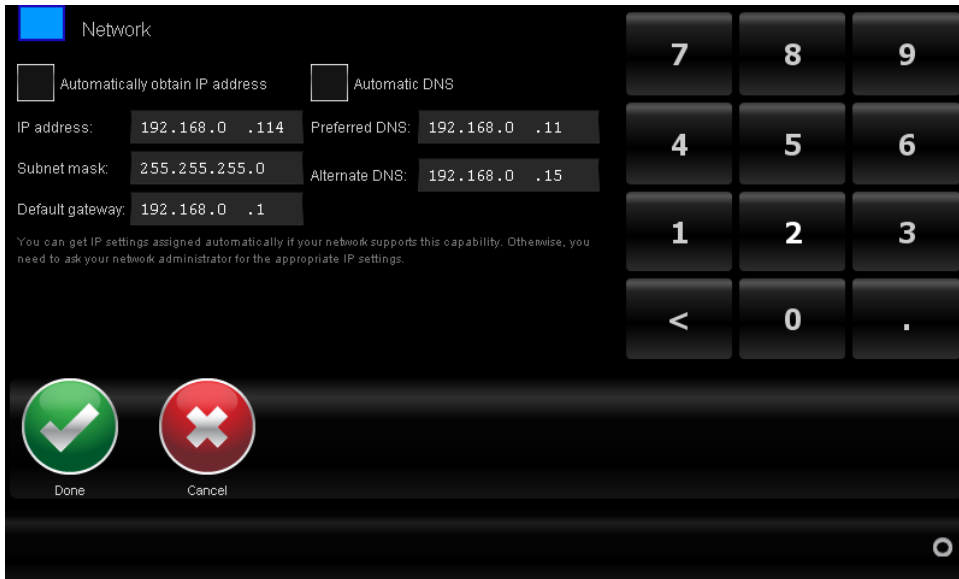 Network
Automatically obtain IP address
Automatic DNS
IP address: 192.168.0 .114
Preferred DNS: 192.168.0 .11
Subnet mask: 255.255.255.0
Alternate DNS: 192.168.0 .15
Default gateway: 192.168.0 .1
You can get IP settings assigned automatically if your network supports this capability. Otherwise, you
need to ask your network administrator for the appropriate IP settings.
7 8 9
4 5 6
1 2 3
< 0 .
Done
Cancel